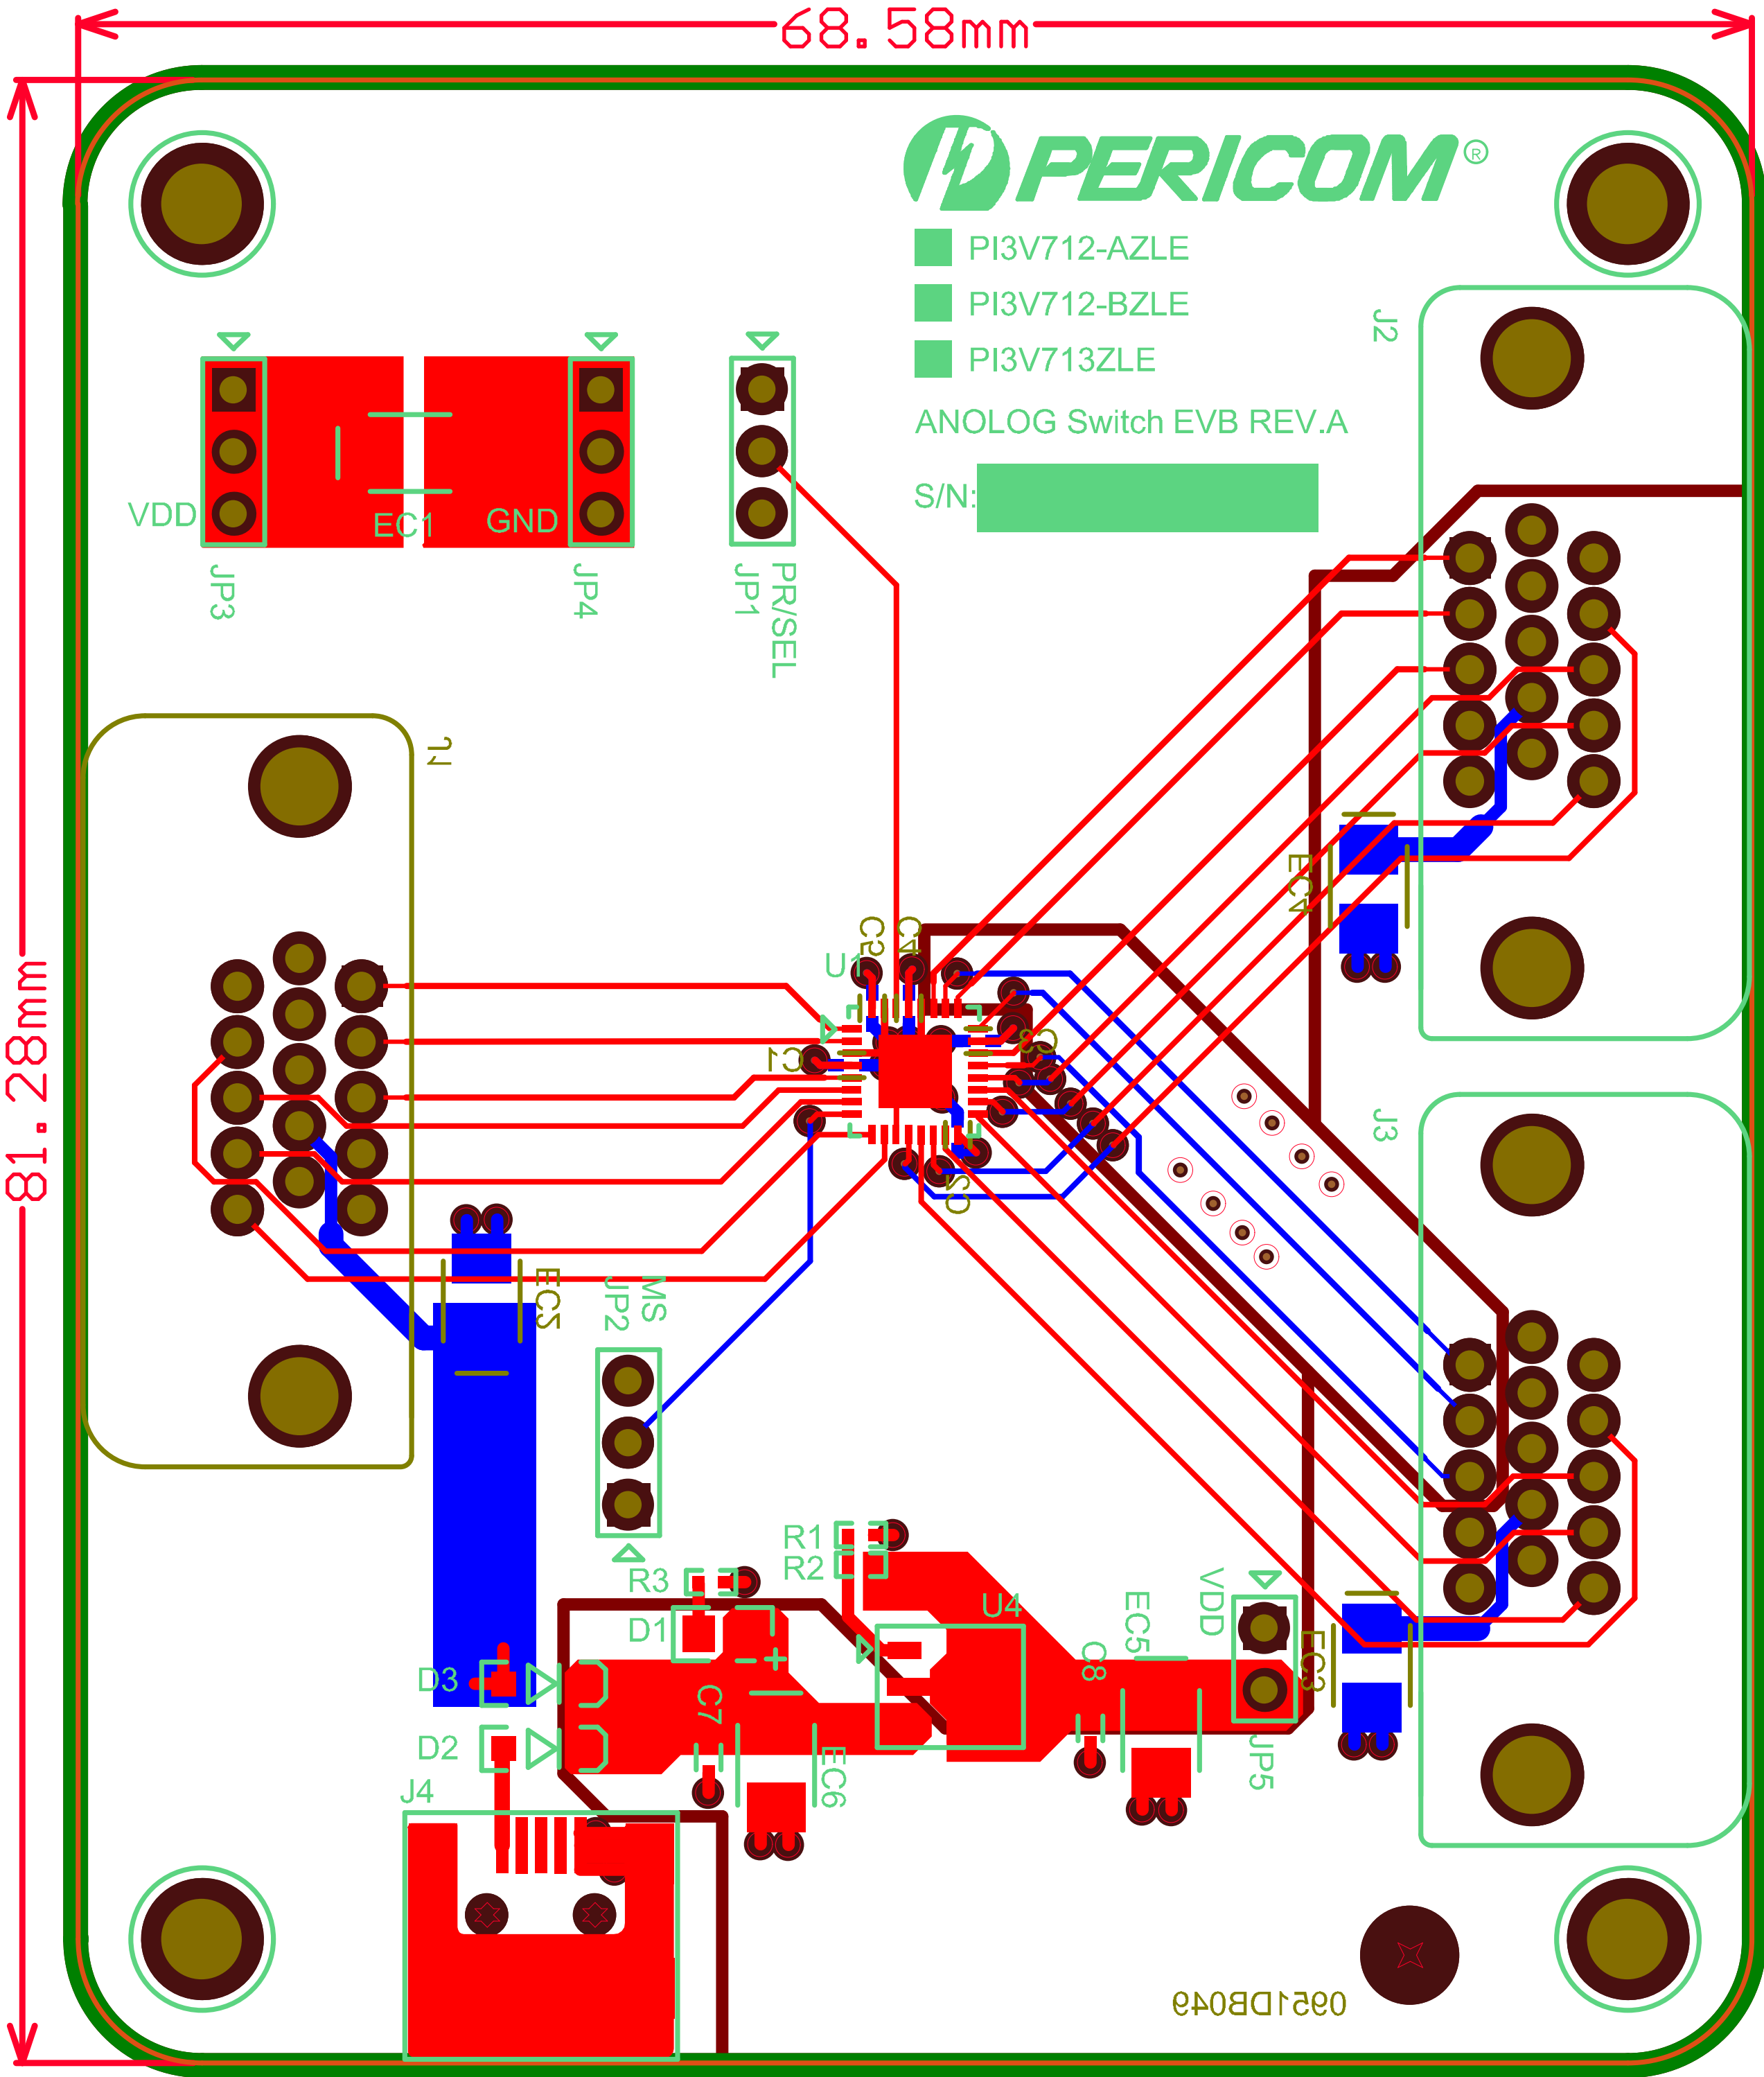 68.58mm
PERICOM®
PI3V712-AZLE
PI3V712-BZLE
PI3V713ZLE
ANOLOG Switch EVB REV.A
S/N:
J2
VDD
EC1
GND
JP3
JP4
JP1
PR/SEL
J1
EC4
C5
C4
U1
C1
C3
81.28mm
J3
C2
EC2
MS
JP2
R1
R2
R3
D1
U4
EC5
VDD
EC3
C8
D3
C7
D2
EC6
JP5
J4
0951DB049